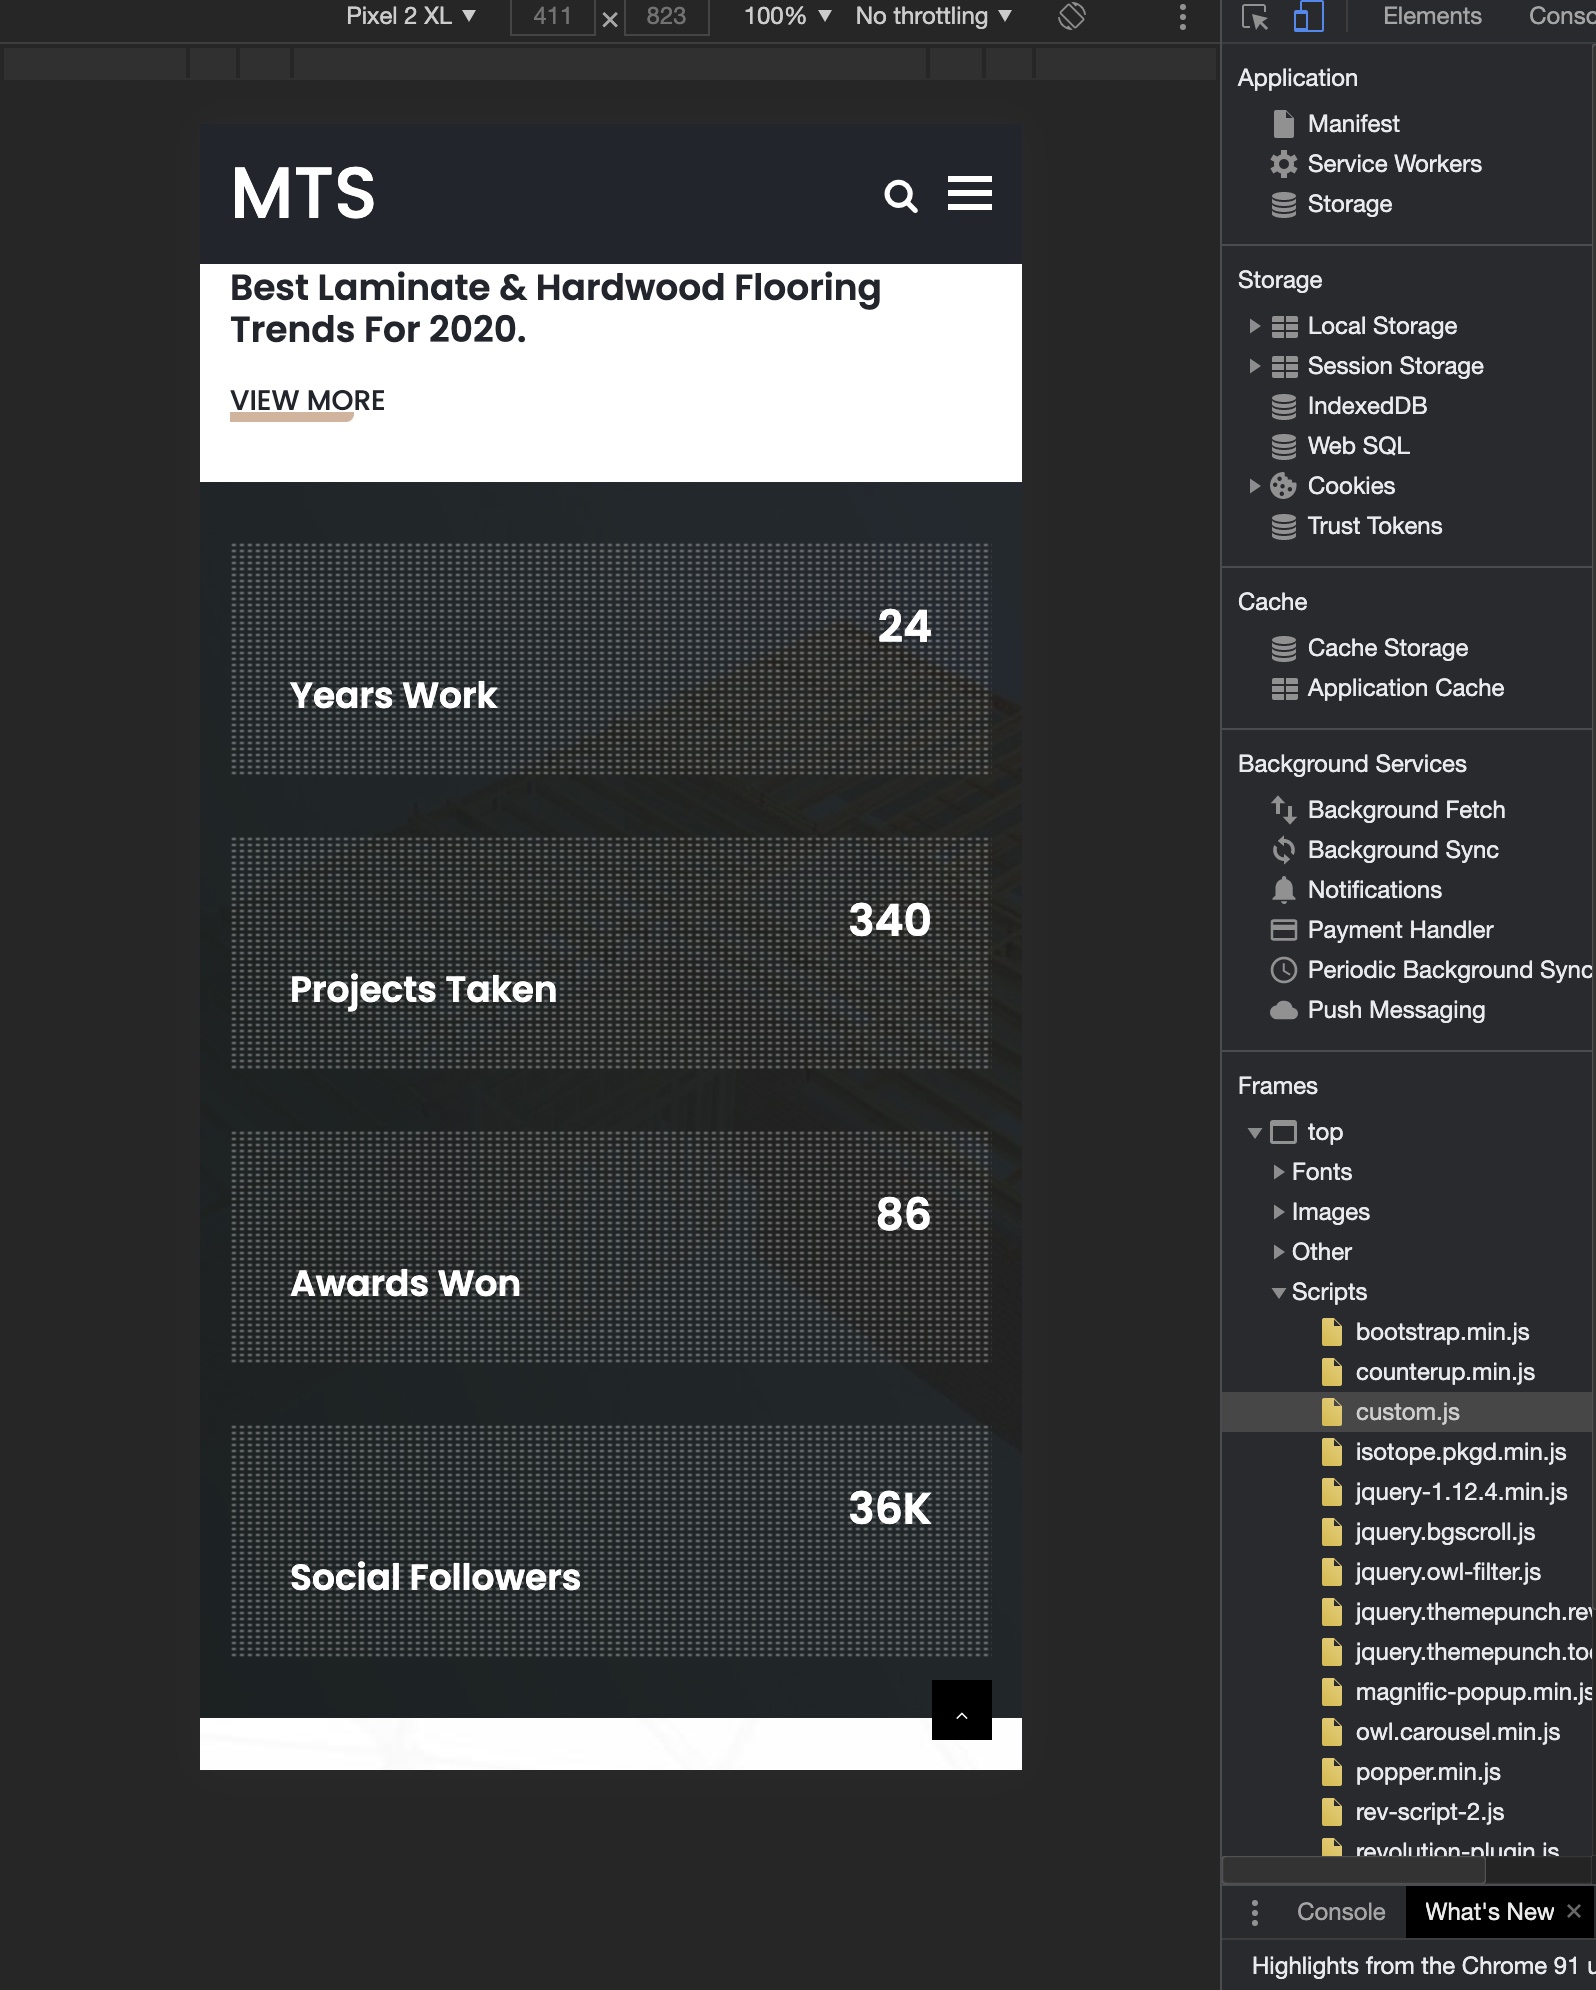 Pixel 2 XL ▼ 411 × 823 100% ▼ No throttling ▼
MTS
Best Laminate & Hardwood Flooring
Trends For 2020.
VIEW MORE
24
Years Work
340
Projects Taken
86
Awards Won
36K
Social Followers
Elements
Application
Manifest
Service Workers
Storage
Storage
Local Storage
Session Storage
IndexedDB
Web SQL
Cookies
Trust Tokens
Cache
Cache Storage
Application Cache
Background Services
Background Fetch
Background Sync
Notifications
Payment Handler
Periodic Background Sync
Push Messaging
Frames
top
Fonts
Images
Other
Scripts
bootstrap.min.js
counterup.min.js
custom.js
isotope.pkgd.min.js
jquery-1.12.4.min.js
jquery.bgscroll.js
jquery.owl-filter.js
jquery.themepunch.re
jquery.themepunch.to
magnific-popup.min.js
owl.carousel.min.js
popper.min.js
rev-script-2.js
revolution-plugin.js
Console What's New ×
Highlights from the Chrome 91